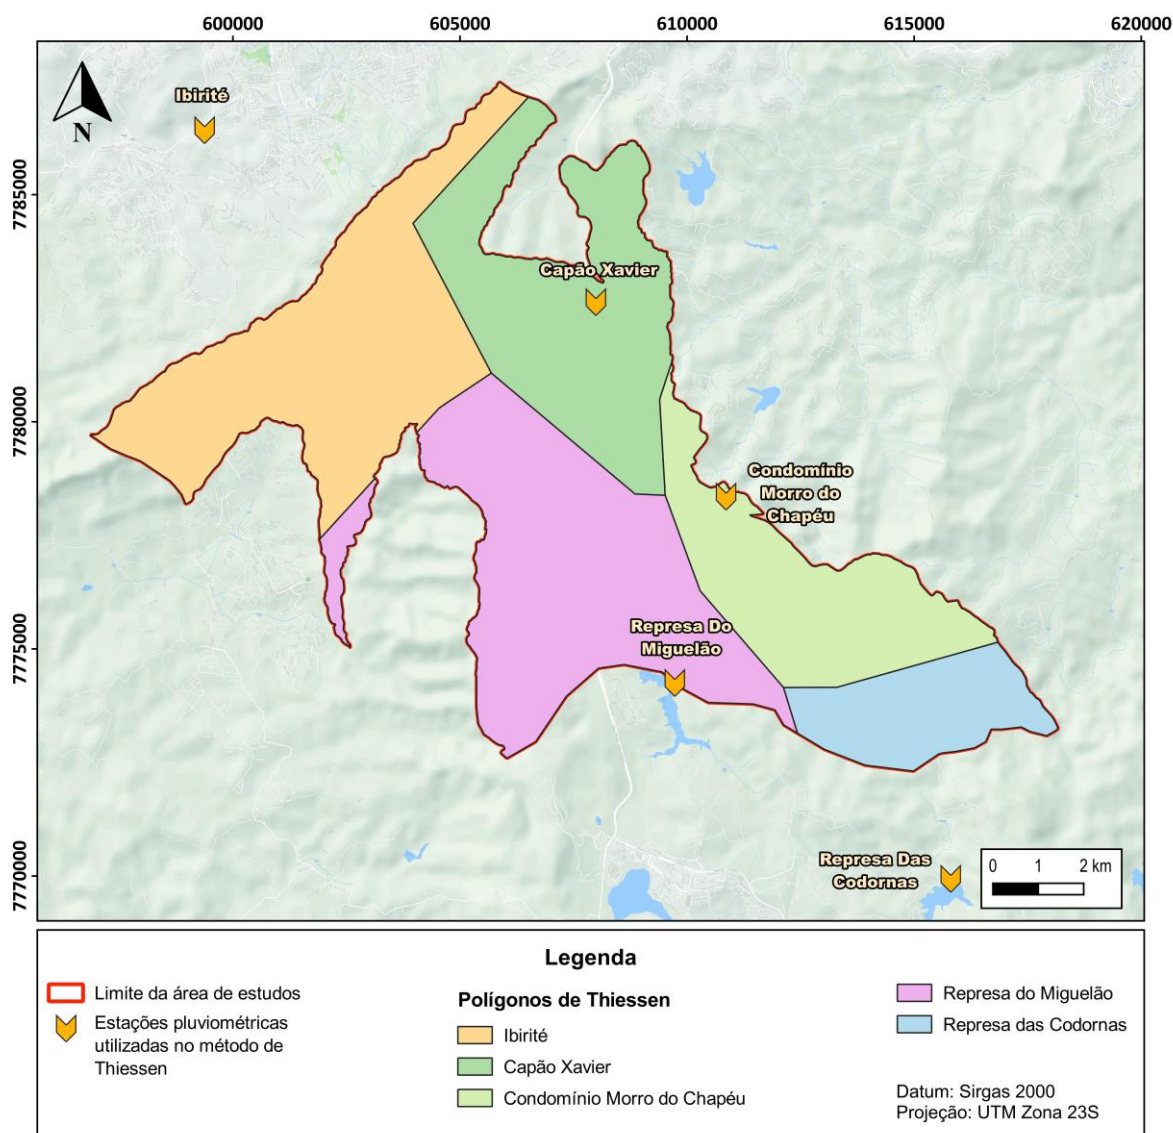 600000
605000
610000
615000
620000
7785000
7780000
7775000
7770000
N
Ibirité
Capão Xavier
Condomínio
Morro do
Chapéu
Represa Do
Miguelão
Represa Das
Codornas
0 1 2 km
Legenda
Limite da área de estudos
Estações pluviométricas
utilizadas no método de
Thiessen
Polígonos de Thiessen
Ibirité
Capão Xavier
Condomínio Morro do Chapéu
Represa do Miguelão
Represa das Codornas
Datum: Sirgas 2000
Projeção: UTM Zona 23S